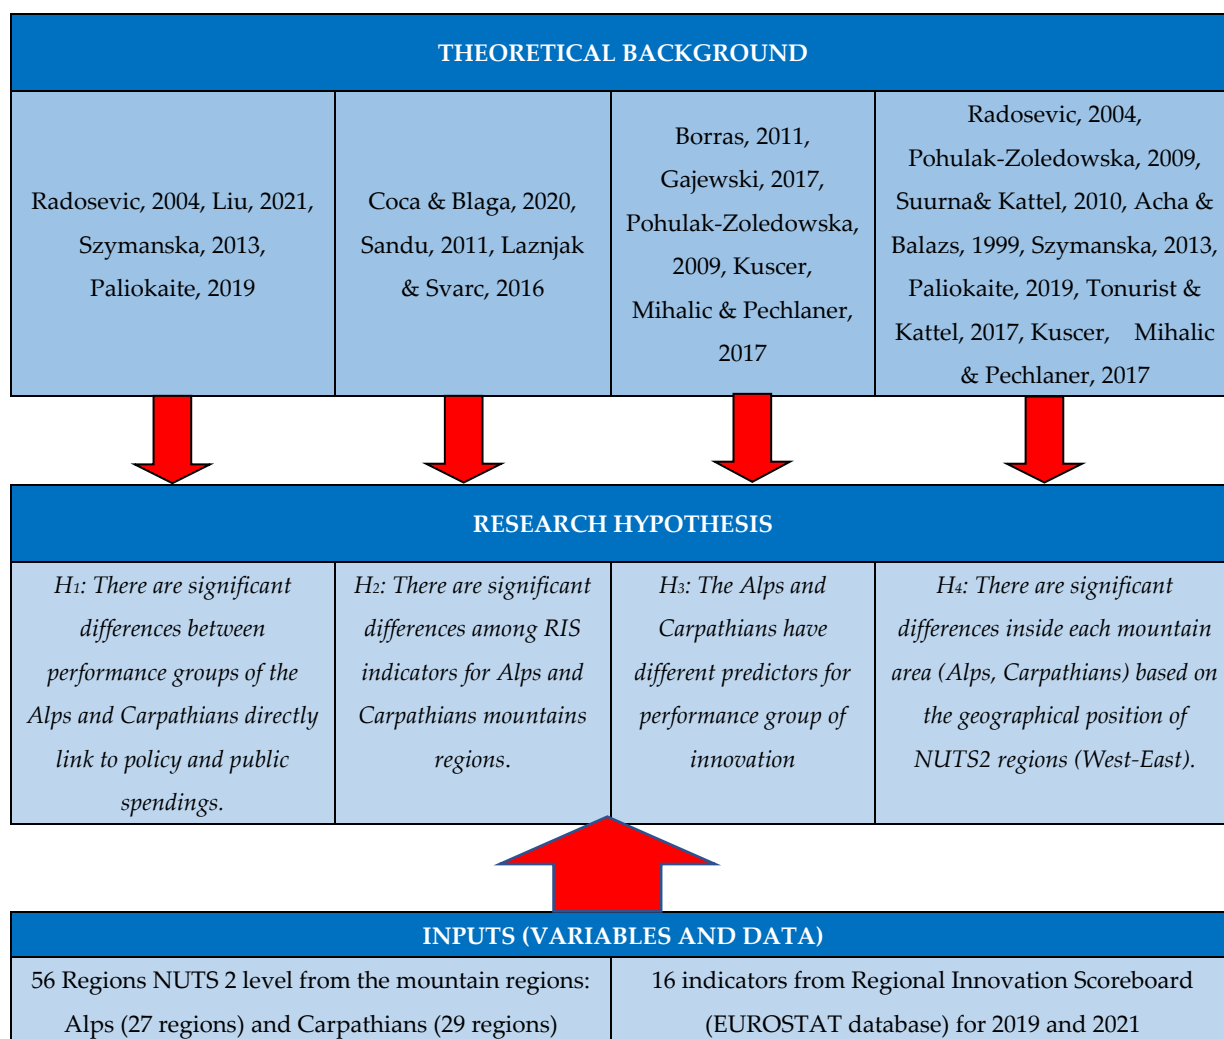 THEORETICAL BACKGROUND
Radosevic, 2004, Liu, 2021,
Szymanska, 2013,
Paliokaite, 2019
Coca & Blaga, 2020,
Sandu, 2011, Laznjak
& Svarc, 2016
Borras, 2011,
Gajewski, 2017,
Pohulak-Zoledowska,
2009, Kuscer,
Mihalic & Pechlaner,
2017
Radosevic, 2004,
Pohulak-Zoledowska, 2009,
Suurna& Kattel, 2010, Acha &
Balazs, 1999, Szymanska, 2013,
Paliokaite, 2019, Tonurist &
Kattel, 2017, Kuscer, Mihalic
& Pechlaner, 2017
RESEARCH HYPOTHESIS
H1: There are significant
differences between
performance groups of the
Alps and Carpathians directly
link to policy and public
spendings.
H2: There are significant
differences among RIS
indicators for Alps and
Carpathians mountains
regions.
H3: The Alps and
Carpathians have
different predictors for
performance group of
innovation
H4: There are significant
differences inside each mountain
area (Alps, Carpathians) based on
the geographical position of
NUTS2 regions (West-East).
INPUTS (VARIABLES AND DATA)
56 Regions NUTS 2 level from the mountain regions:
Alps (27 regions) and Carpathians (29 regions)
16 indicators from Regional Innovation Scoreboard
(EUROSTAT database) for 2019 and 2021